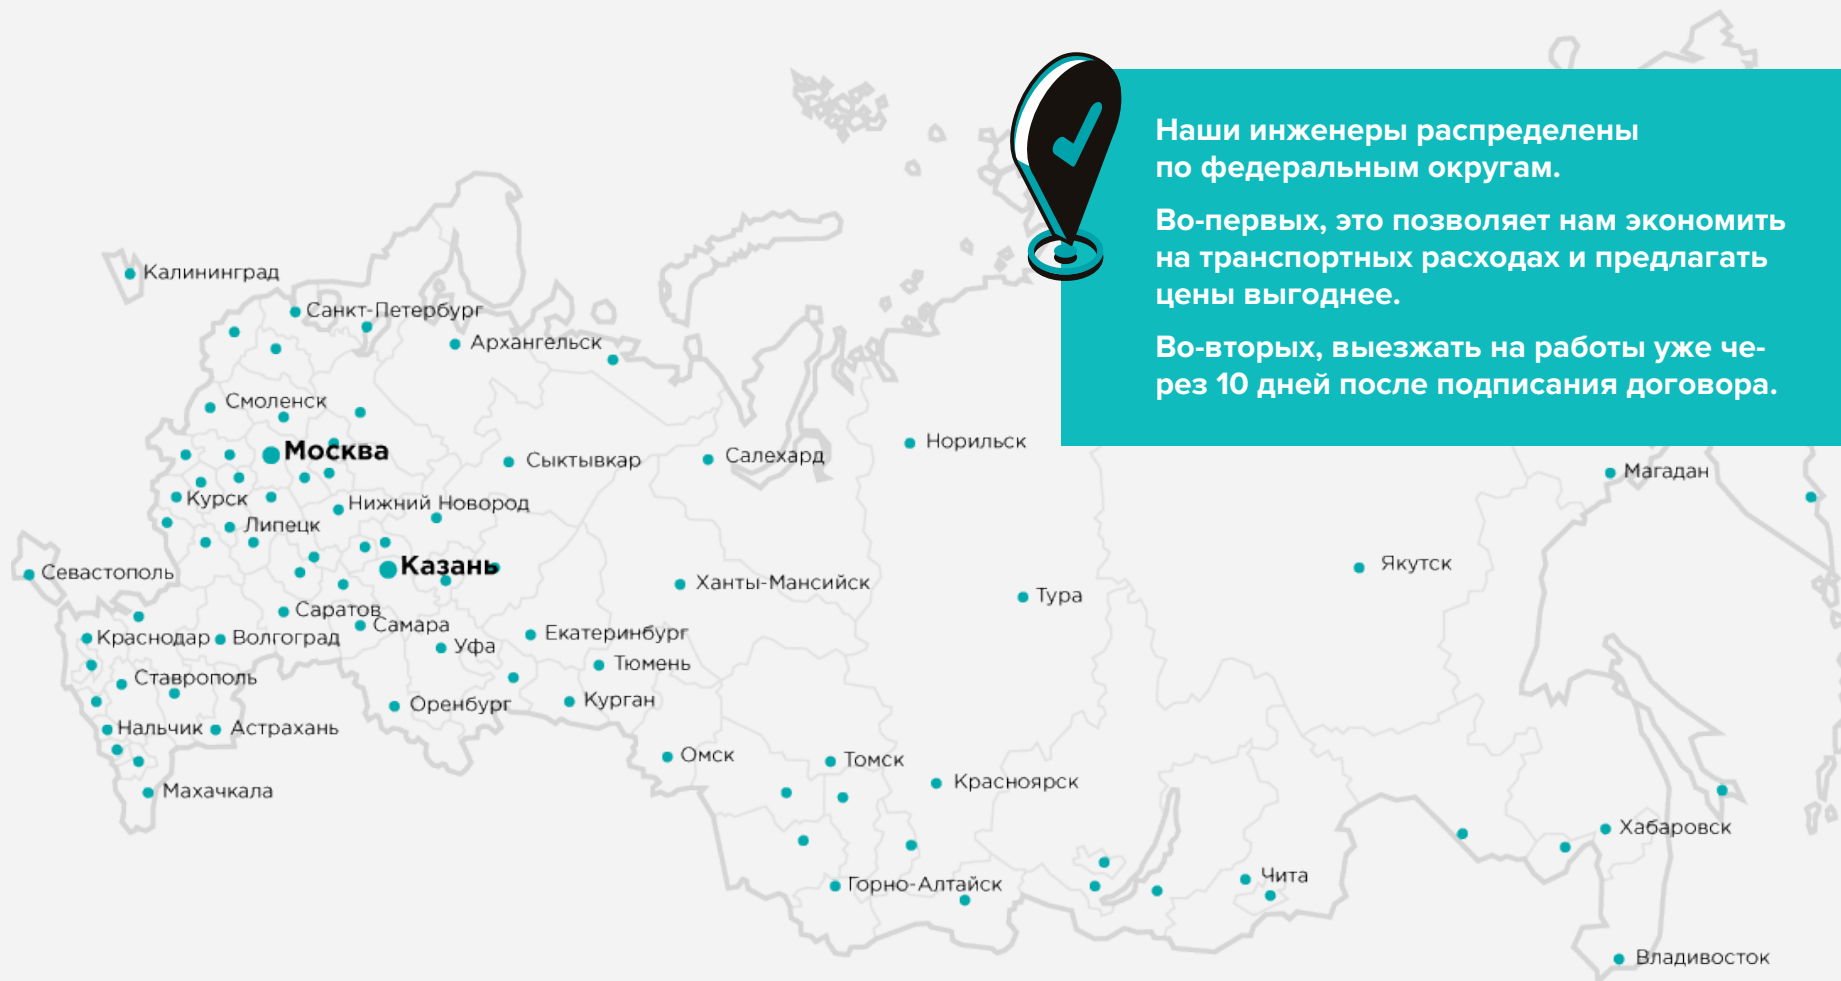 Наши инженеры распределены
по федеральным округам.
Во-первых, это позволяет нам экономить
на транспортных расходах и предлагать
цены выгоднее.
Во-вторых, выезжать на работы уже че-
рез 10 дней после подписания договора.
Калининград
Санкт-Петербург
Архангельск
Смоленск
Москва
Норильск
Сыктывкар
Салехард
Магадан
Курск
Нижний Новород
Липецк
Якутск
Казань
Севастополь
Ханты-Мансийск
Тура
Саратов
Самара
Краснодар
Волгоград
Екатеринбург
Уфа
Тюмень
Ставрополь
Оренбург
Курган
Нальчик
Астрахань
Омск
Томск
Красноярск
Махачкала
Хабаровск
Горно-Алтайск
Чита
Владивосток